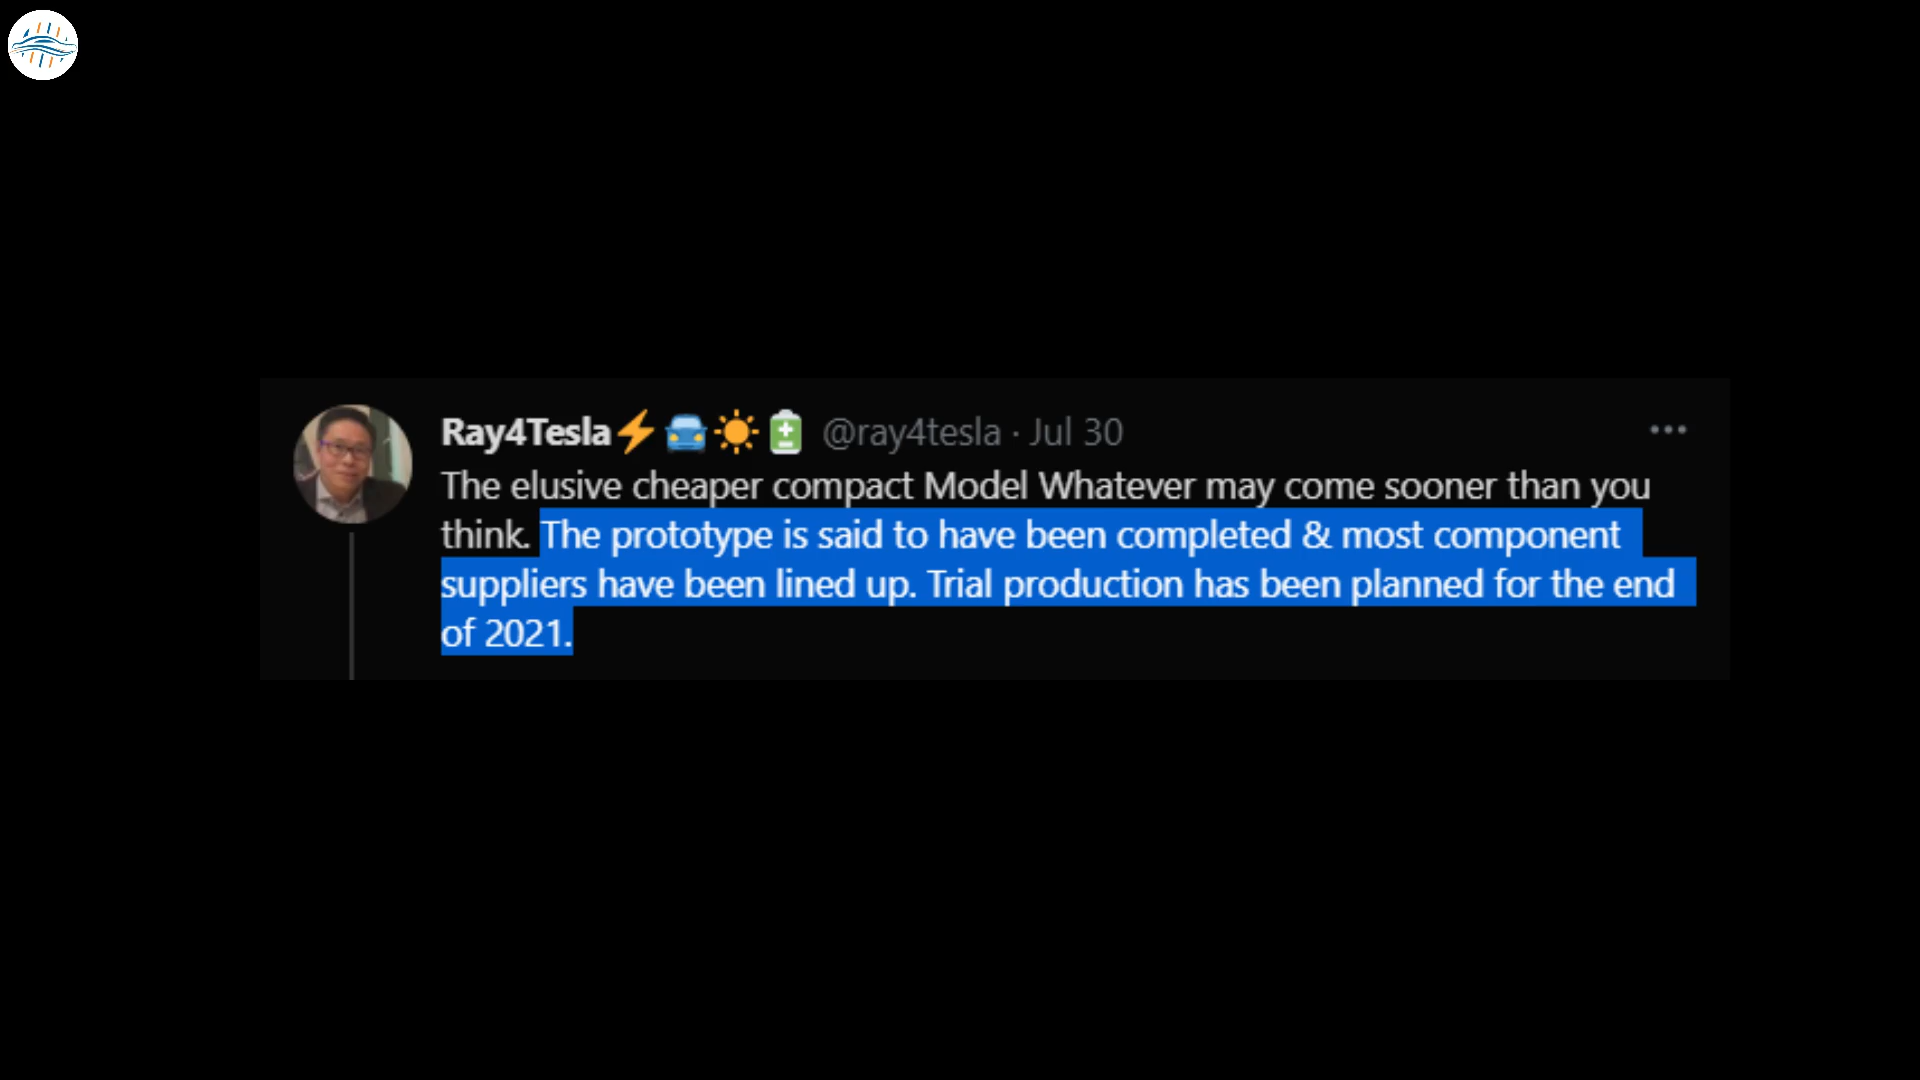 Ray4Tesla⚡🚘☀️🔋 @ray4tesla · Jul 30
The elusive cheaper compact Model Whatever may come sooner than you
think. The prototype is said to have been completed & most component
suppliers have been lined up. Trial production has been planned for the end
of 2021.